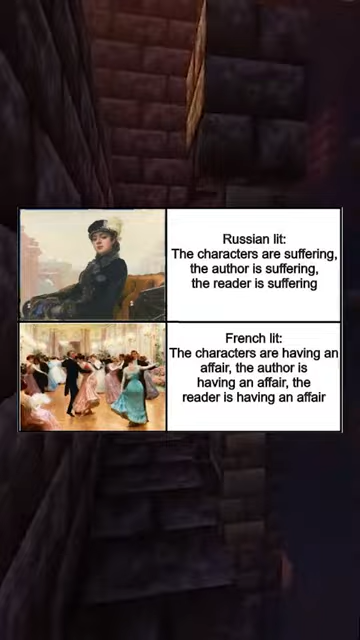 Russian lit:
The characters are suffering,
the author is suffering,
the reader is suffering
French lit:
The characters are having an
affair, the author is
having an affair, the
reader is having an affair